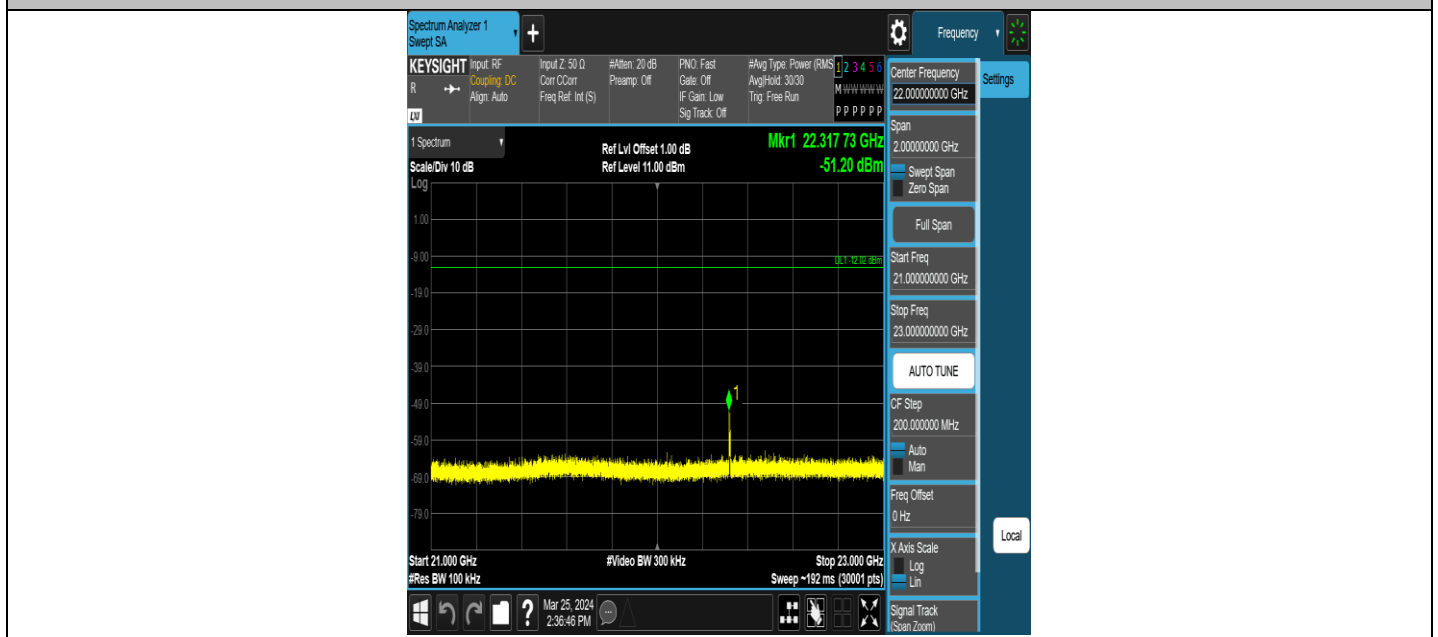 Spectrum Analyzer 1
Swept SA
+
Frequency
KEYSIGHT
R
LXI
Input: RF
Coupling: DC
Align: Auto
Input Z: 50 Ω
Corr CCorr
Freq Ref: Int (S)
#Atten: 20 dB
Preamp: Off
PNO: Fast
Gate: Off
IF Gain: Low
Sig Track: Off
#Avg Type: Power (RMS
Avg|Hold: 30/30
Trig: Free Run
1 2 3 4 5 6
M W W W W W
P P P P P P
1 Spectrum
Scale/Div 10 dB
Ref Lvl Offset 1.00 dB
Ref Level 11.00 dBm
Mkr1 22.317 73 GHz
-51.20 dBm
Log
1.00
-9.00
-19.0
-29.0
-39.0
-49.0
-59.0
-69.0
-79.0
DL1 -12.02 dBm
1
Start 21.000 GHz
#Res BW 100 kHz
#Video BW 300 kHz
Stop 23.000 GHz
Sweep ~192 ms (30001 pts)
?
Mar 25, 2024
2:36:46 PM
Center Frequency
22.000000000 GHz
Span
2.00000000 GHz
Swept Span
Zero Span
Full Span
Start Freq
21.000000000 GHz
Stop Freq
23.000000000 GHz
AUTO TUNE
CF Step
200.000000 MHz
Auto
Man
Freq Offset
0 Hz
X Axis Scale
Log
Lin
Signal Track
(Span Zoom)
Settings
Local